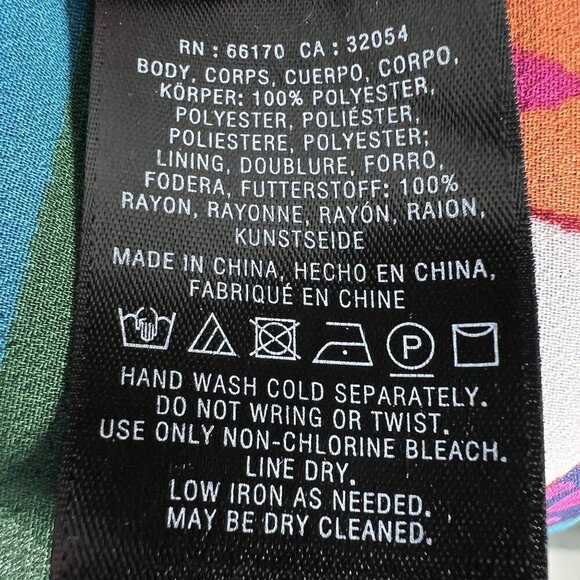 RN : 66170 CA : 32054
BODY, CORPS, CUERPO, CORPO,
KÖRPER: 100% POLYESTER,
POLYESTER, POLIÉSTER,
POLIESTERE, POLYESTER;
LINING, DOUBLURE, FORRO,
FODERA, FUTTERSTOFF: 100%
RAYON, RAYONNE, RAYÓN, RAION,
KUNSTSEIDE
MADE IN CHINA, HECHO EN CHINA,
FABRIQUÉ EN CHINE
P
HAND WASH COLD SEPARATELY.
DO NOT WRING OR TWIST.
USE ONLY NON-CHLORINE BLEACH.
LINE DRY.
LOW IRON AS NEEDED.
MAY BE DRY CLEANED.